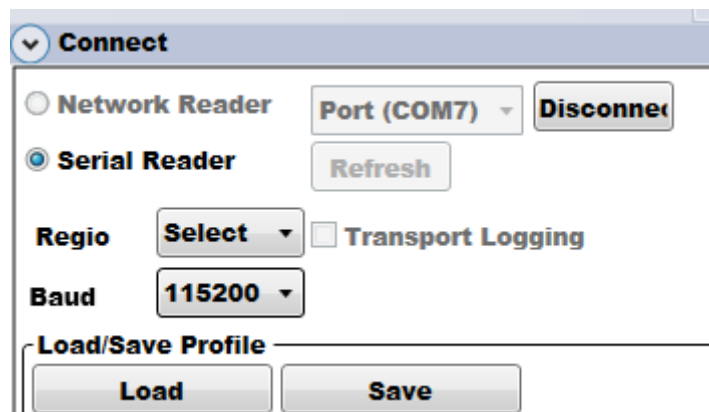 Connect
Network Reader Port (COM7) Disconnec
Serial Reader Refresh
Regio Select Transport Logging
Baud 115200
Load/Save Profile
Load Save